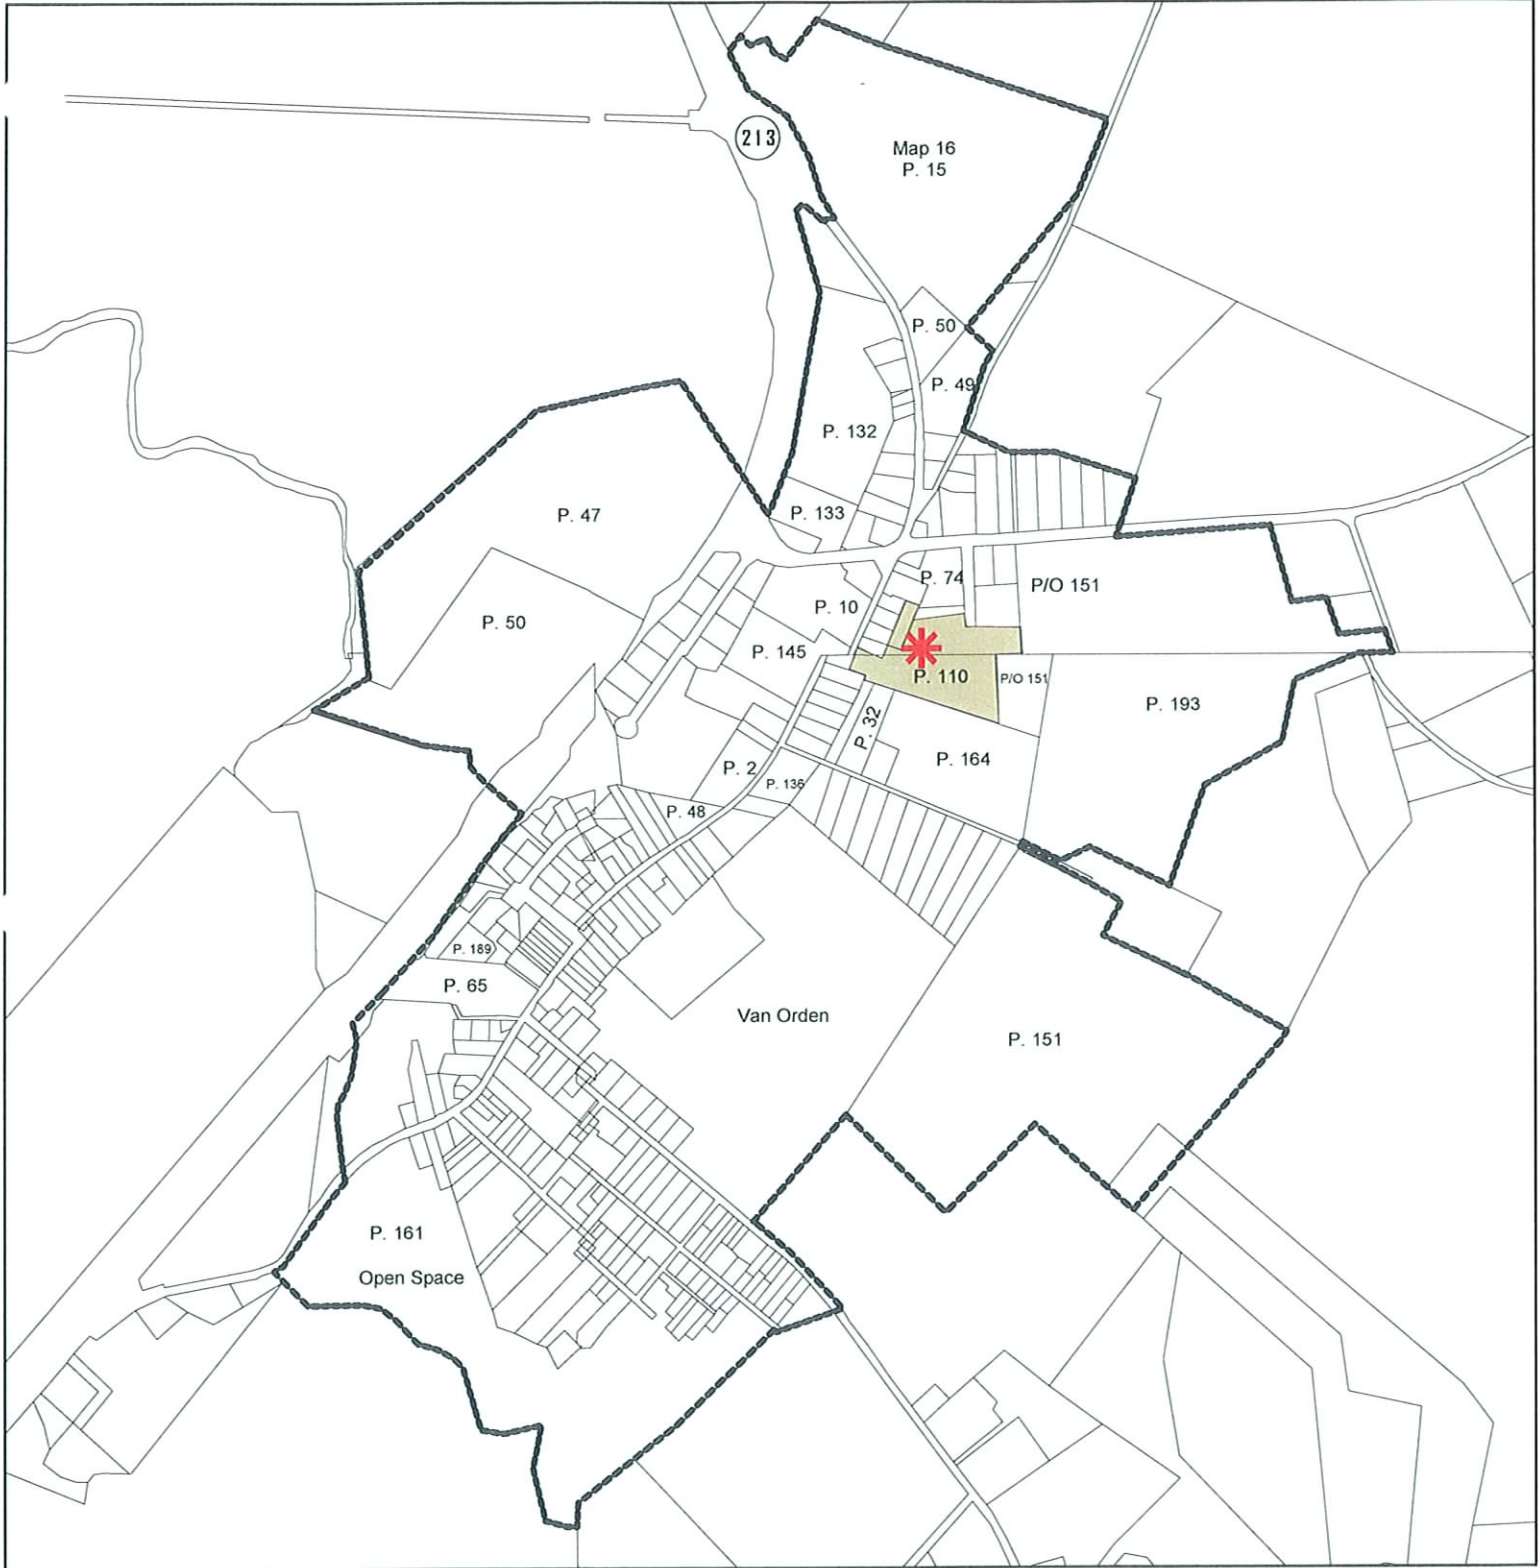 213
Map 16
P. 15
P. 50
P. 49
P. 132
P. 47
P. 133
P. 74
P/O 151
P. 10
P. 50
P. 145
P. 110
P/O 151
P. 193
P. 32
P. 164
P. 2
P. 136
P. 48
P. 189
P. 65
Van Orden
P. 151
P. 161
Open Space